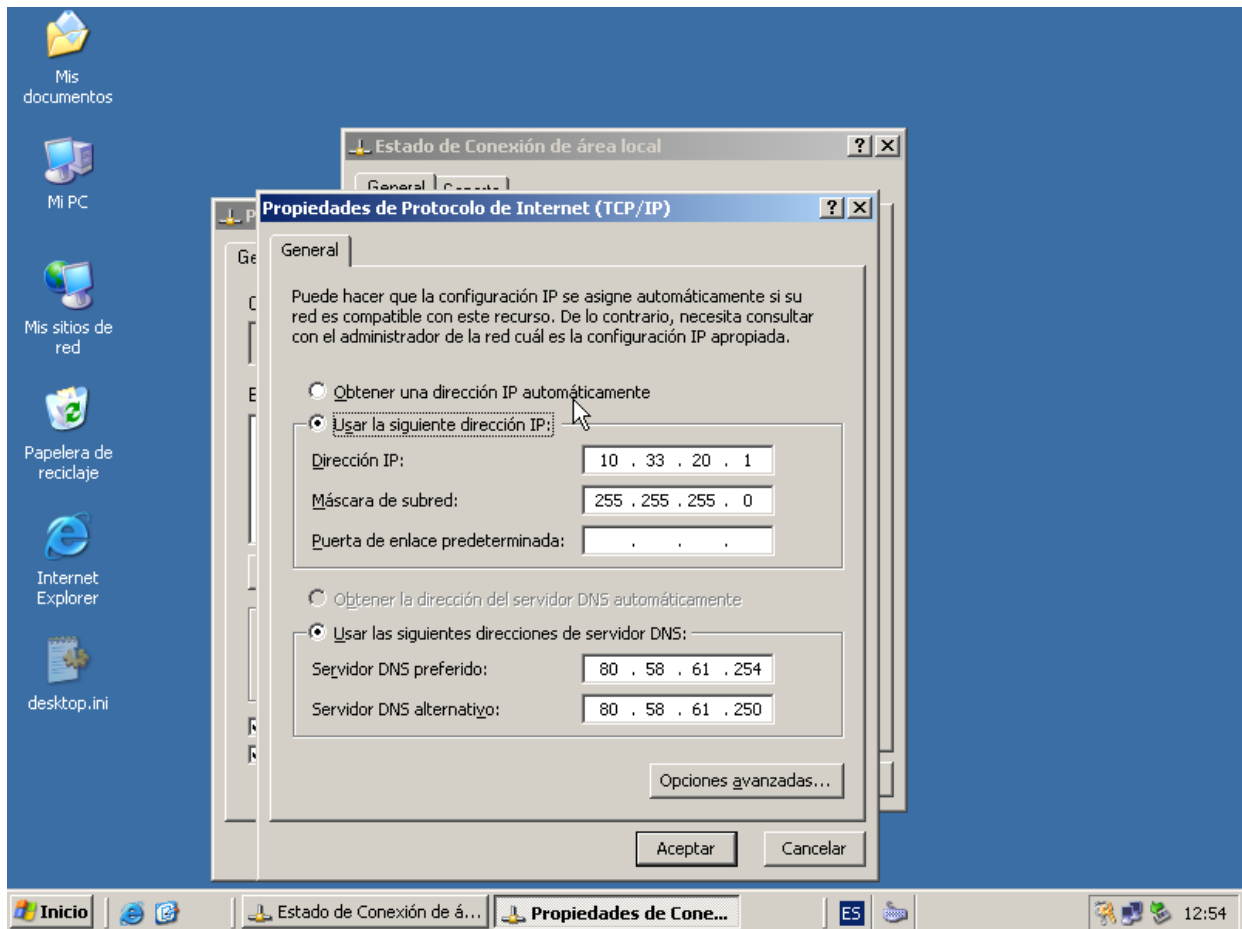 Mis
documentos
Mi PC
Mis sitios de
red
Papelera de
reciclaje
Internet
Explorer
desktop.ini
Estado de Conexión de área local
General
Propiedades de Protocolo de Internet (TCP/IP)
General
Puede hacer que la configuración IP se asigne automáticamente si su
red es compatible con este recurso. De lo contrario, necesita consultar
con el administrador de la red cuál es la configuración IP apropiada.
Obtener una dirección IP automáticamente
Usar la siguiente dirección IP:
Dirección IP: 10 . 33 . 20 . 1
Máscara de subred: 255 . 255 . 255 . 0
Puerta de enlace predeterminada: . . .
Obtener la dirección del servidor DNS automáticamente
Usar las siguientes direcciones de servidor DNS:
Servidor DNS preferido: 80 . 58 . 61 . 254
Servidor DNS alternativo: 80 . 58 . 61 . 250
Opciones avanzadas...
Aceptar Cancelar
Inicio Estado de Conexión de á... Propiedades de Cone... ES 12:54